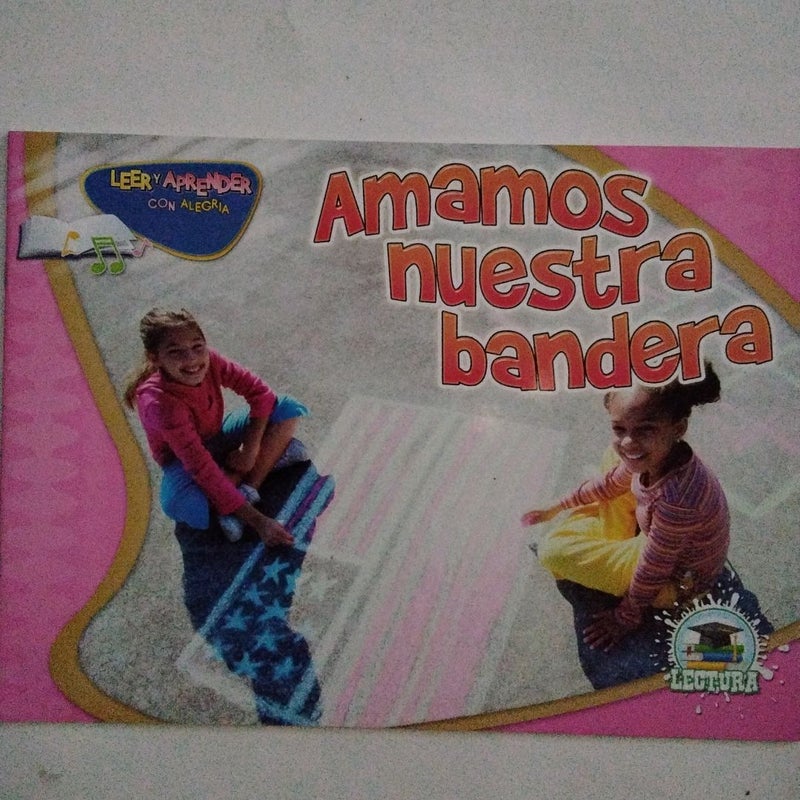 LEER Y APRENDER
CON ALEGRIA
Amamos
nuestra
bandera
LECTURA